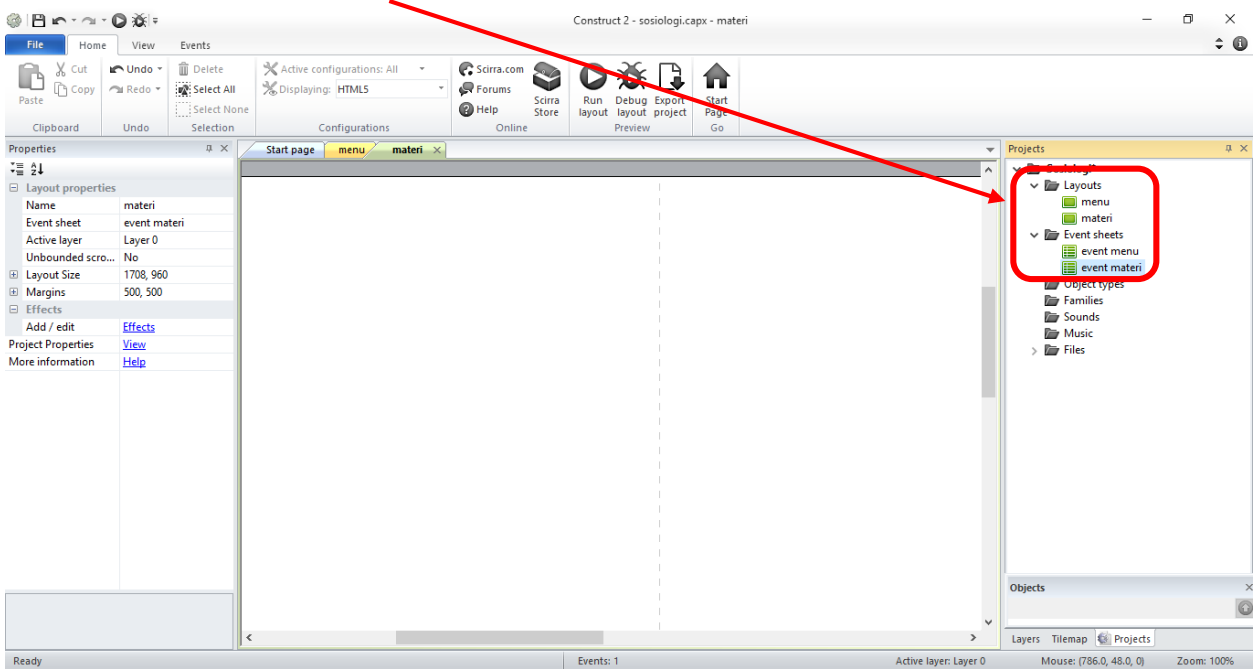 Construct 2 - sosiologi.capx - materi
File Home View Events
Cut
Copy
Paste
Clipboard
Undo
Redo
Undo
Delete
Select All
Select None
Selection
Active configurations: All
Displaying: HTML5
Configurations
Scirra.com
Forums
Help
Scirra Store
Online
Run layout
Debug layout
Export project
Preview
Start Page
Go
Properties
Layout properties
Name materi
Event sheet event materi
Active layer Layer 0
Unbounded scro... No
Layout Size 1708, 960
Margins 500, 500
Effects
Add / edit Effects
Project Properties View
More information Help
Start page menu materi
Projects
Layouts
menu
materi
Event sheets
event menu
event materi
Object types
Families
Sounds
Music
Files
Objects
Layers Tilemap Projects
Ready Events: 1 Active layer: Layer 0 Mouse: (786.0, 48.0, 0) Zoom: 100%